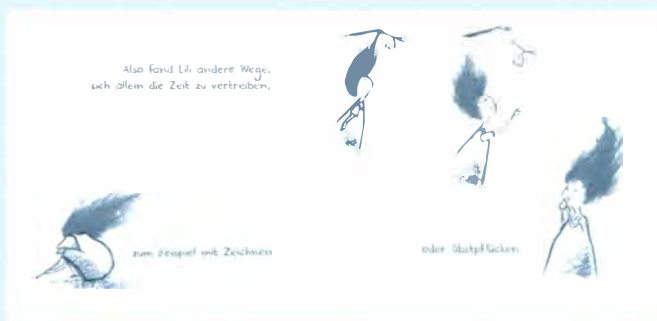 Also fand Lili andere Wege,
sich allein die Zeit zu vertreiben,
zum Beispiel mit Zeichnen
oder Obstpflücken.